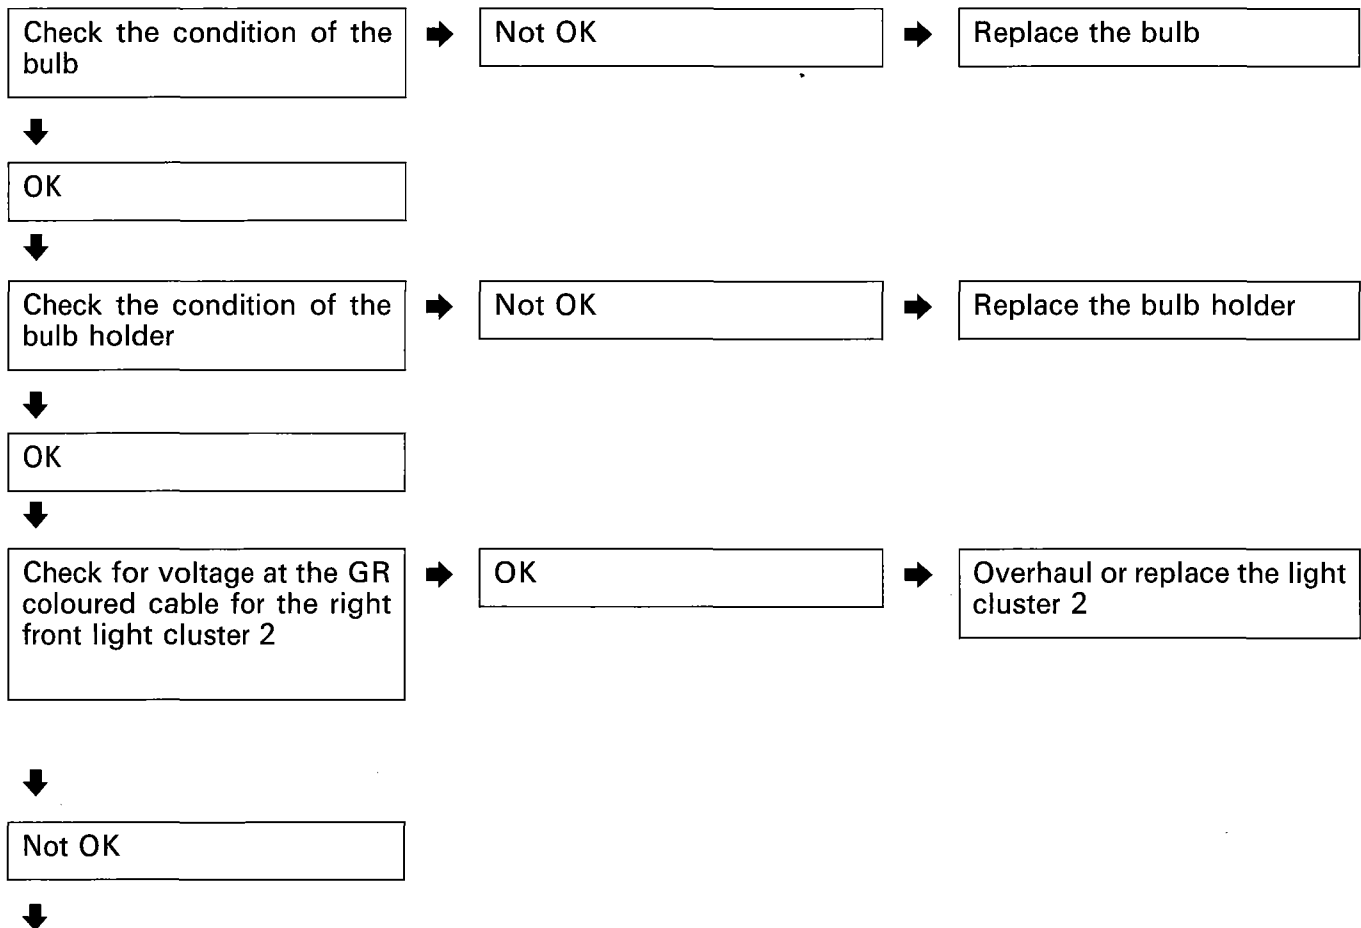 Check the condition of the
bulb
Not OK
Replace the bulb
OK
Check the condition of the
bulb holder
Not OK
Replace the bulb holder
OK
Check for voltage at the GR
coloured cable for the right
front light cluster 2
OK
Overhaul or replace the light
cluster 2
Not OK